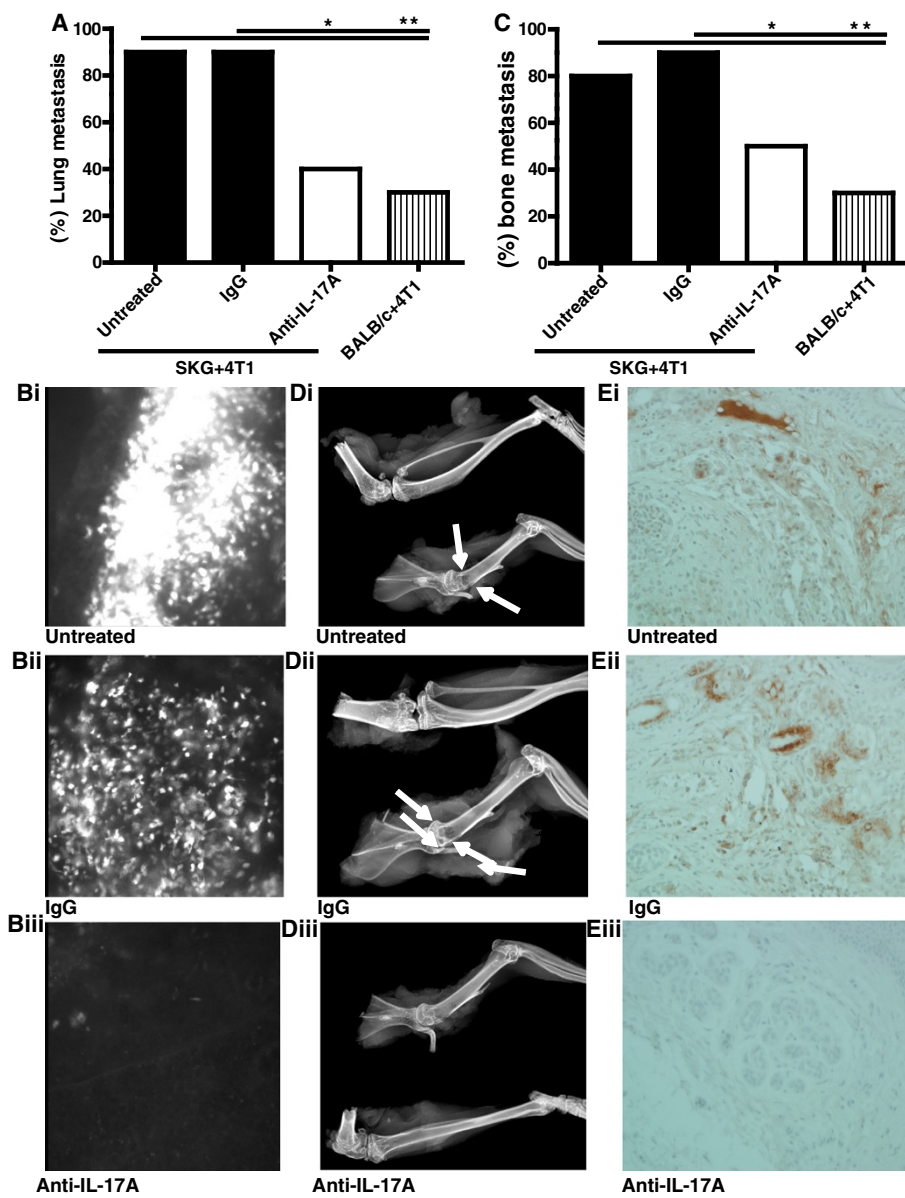 A
* **
(%) Lung metastasis
100
80
60
40
20
0
Untreated
IgG
Anti-IL-17A
BALB/c+4T1
SKG+4T1
C
* **
(%) bone metastasis
100
80
60
40
20
0
Untreated
IgG
Anti-IL-17A
BALB/c+4T1
SKG+4T1
Bi
Untreated
Di
Untreated
Ei
Untreated
Bii
IgG
Dii
IgG
Eii
IgG
Biii
Anti-IL-17A
Diii
Anti-IL-17A
Eiii
Anti-IL-17A